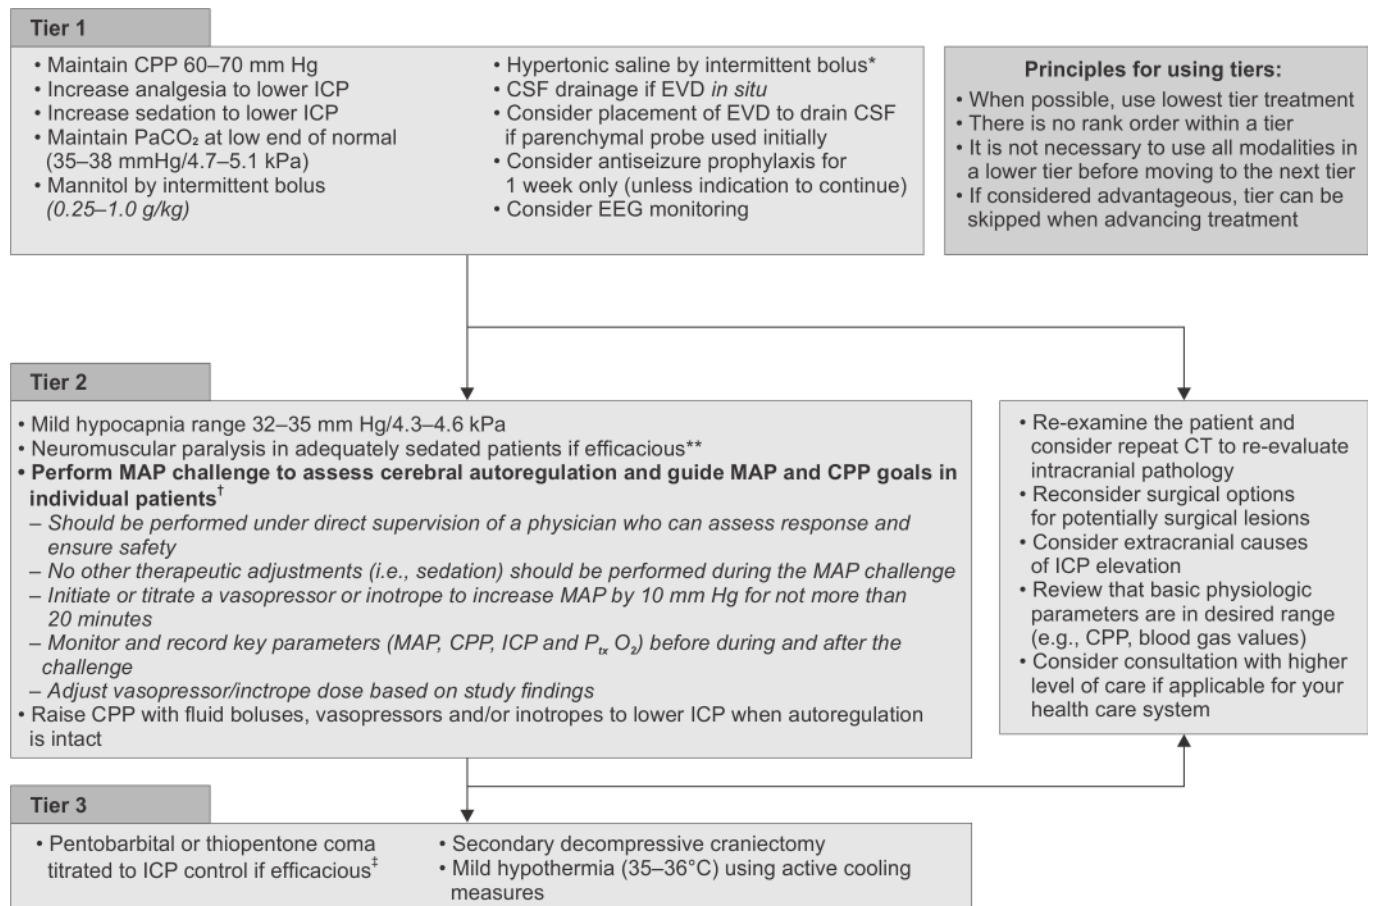 Tier 1
• Maintain CPP 60–70 mm Hg
• Increase analgesia to lower ICP
• Increase sedation to lower ICP
• Maintain PaCO₂ at low end of normal
(35–38 mmHg/4.7–5.1 kPa)
• Mannitol by intermittent bolus
(0.25–1.0 g/kg)
• Hypertonic saline by intermittent bolus*
• CSF drainage if EVD in situ
• Consider placement of EVD to drain CSF
if parenchymal probe used initially
• Consider antiseizure prophylaxis for
1 week only (unless indication to continue)
• Consider EEG monitoring
Principles for using tiers:
• When possible, use lowest tier treatment
• There is no rank order within a tier
• It is not necessary to use all modalities in
a lower tier before moving to the next tier
• If considered advantageous, tier can be
skipped when advancing treatment
Tier 2
• Mild hypocapnia range 32–35 mm Hg/4.3–4.6 kPa
• Neuromuscular paralysis in adequately sedated patients if efficacious**
• Perform MAP challenge to assess cerebral autoregulation and guide MAP and CPP goals in
individual patients†
– Should be performed under direct supervision of a physician who can assess response and
ensure safety
– No other therapeutic adjustments (i.e., sedation) should be performed during the MAP challenge
– Initiate or titrate a vasopressor or inotrope to increase MAP by 10 mm Hg for not more than
20 minutes
– Monitor and record key parameters (MAP, CPP, ICP and Ptx O₂) before during and after the
challenge
– Adjust vasopressor/inctrope dose based on study findings
• Raise CPP with fluid boluses, vasopressors and/or inotropes to lower ICP when autoregulation
is intact
• Re-examine the patient and
consider repeat CT to re-evaluate
intracranial pathology
• Reconsider surgical options
for potentially surgical lesions
• Consider extracranial causes
of ICP elevation
• Review that basic physiologic
parameters are in desired range
(e.g., CPP, blood gas values)
• Consider consultation with higher
level of care if applicable for your
health care system
Tier 3
• Pentobarbital or thiopentone coma
titrated to ICP control if efficacious‡
• Secondary decompressive craniectomy
• Mild hypothermia (35–36°C) using active cooling
measures